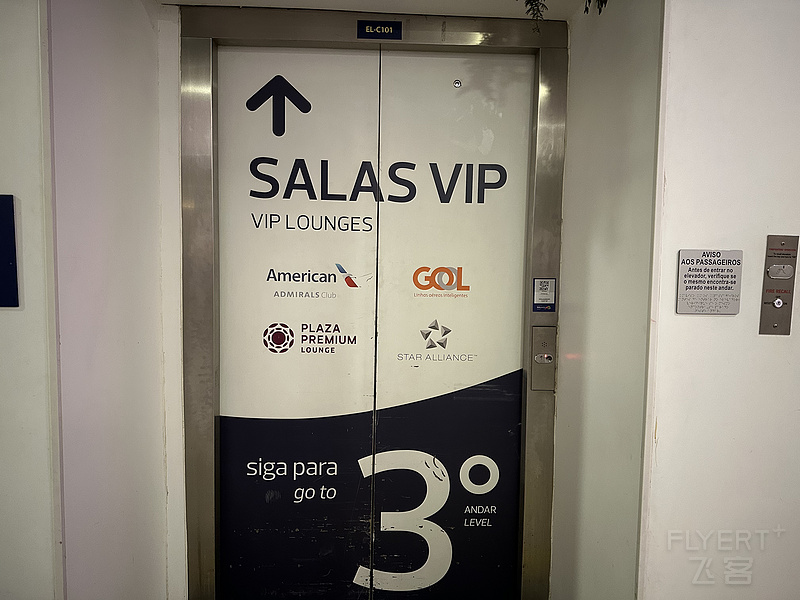 EL-C101
SALAS VIP
VIP LOUNGES
American
ADMIRALS Club
GOL
Linhas aéreas inteligentes
PLAZA
PREMIUM
LOUNGE
STAR ALLIANCE™
siga para
go to
3º
ANDAR
LEVEL
AVISO
AOS PASSAGEIROS
Antes de entrar no
elevador, verifique se
o mesmo encontra-se
parado neste andar.
FLYERT+
飞客